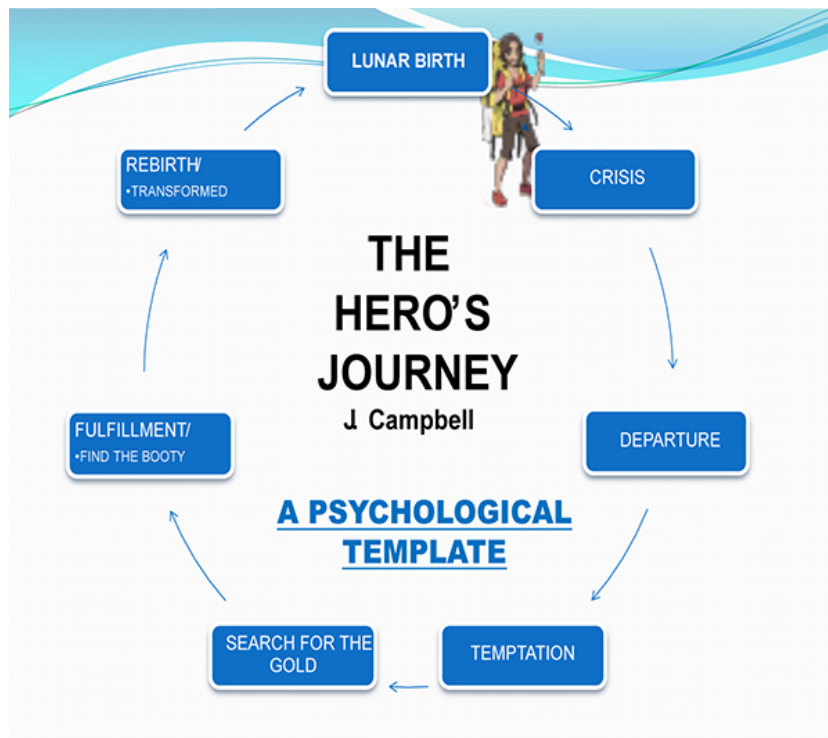 LUNAR BIRTH
CRISIS
DEPARTURE
TEMPTATION
SEARCH FOR THE
GOLD
FULFILLMENT/
•FIND THE BOOTY
REBIRTH/
•TRANSFORMED
THE
HERO'S
JOURNEY
J. Campbell
A PSYCHOLOGICAL
TEMPLATE